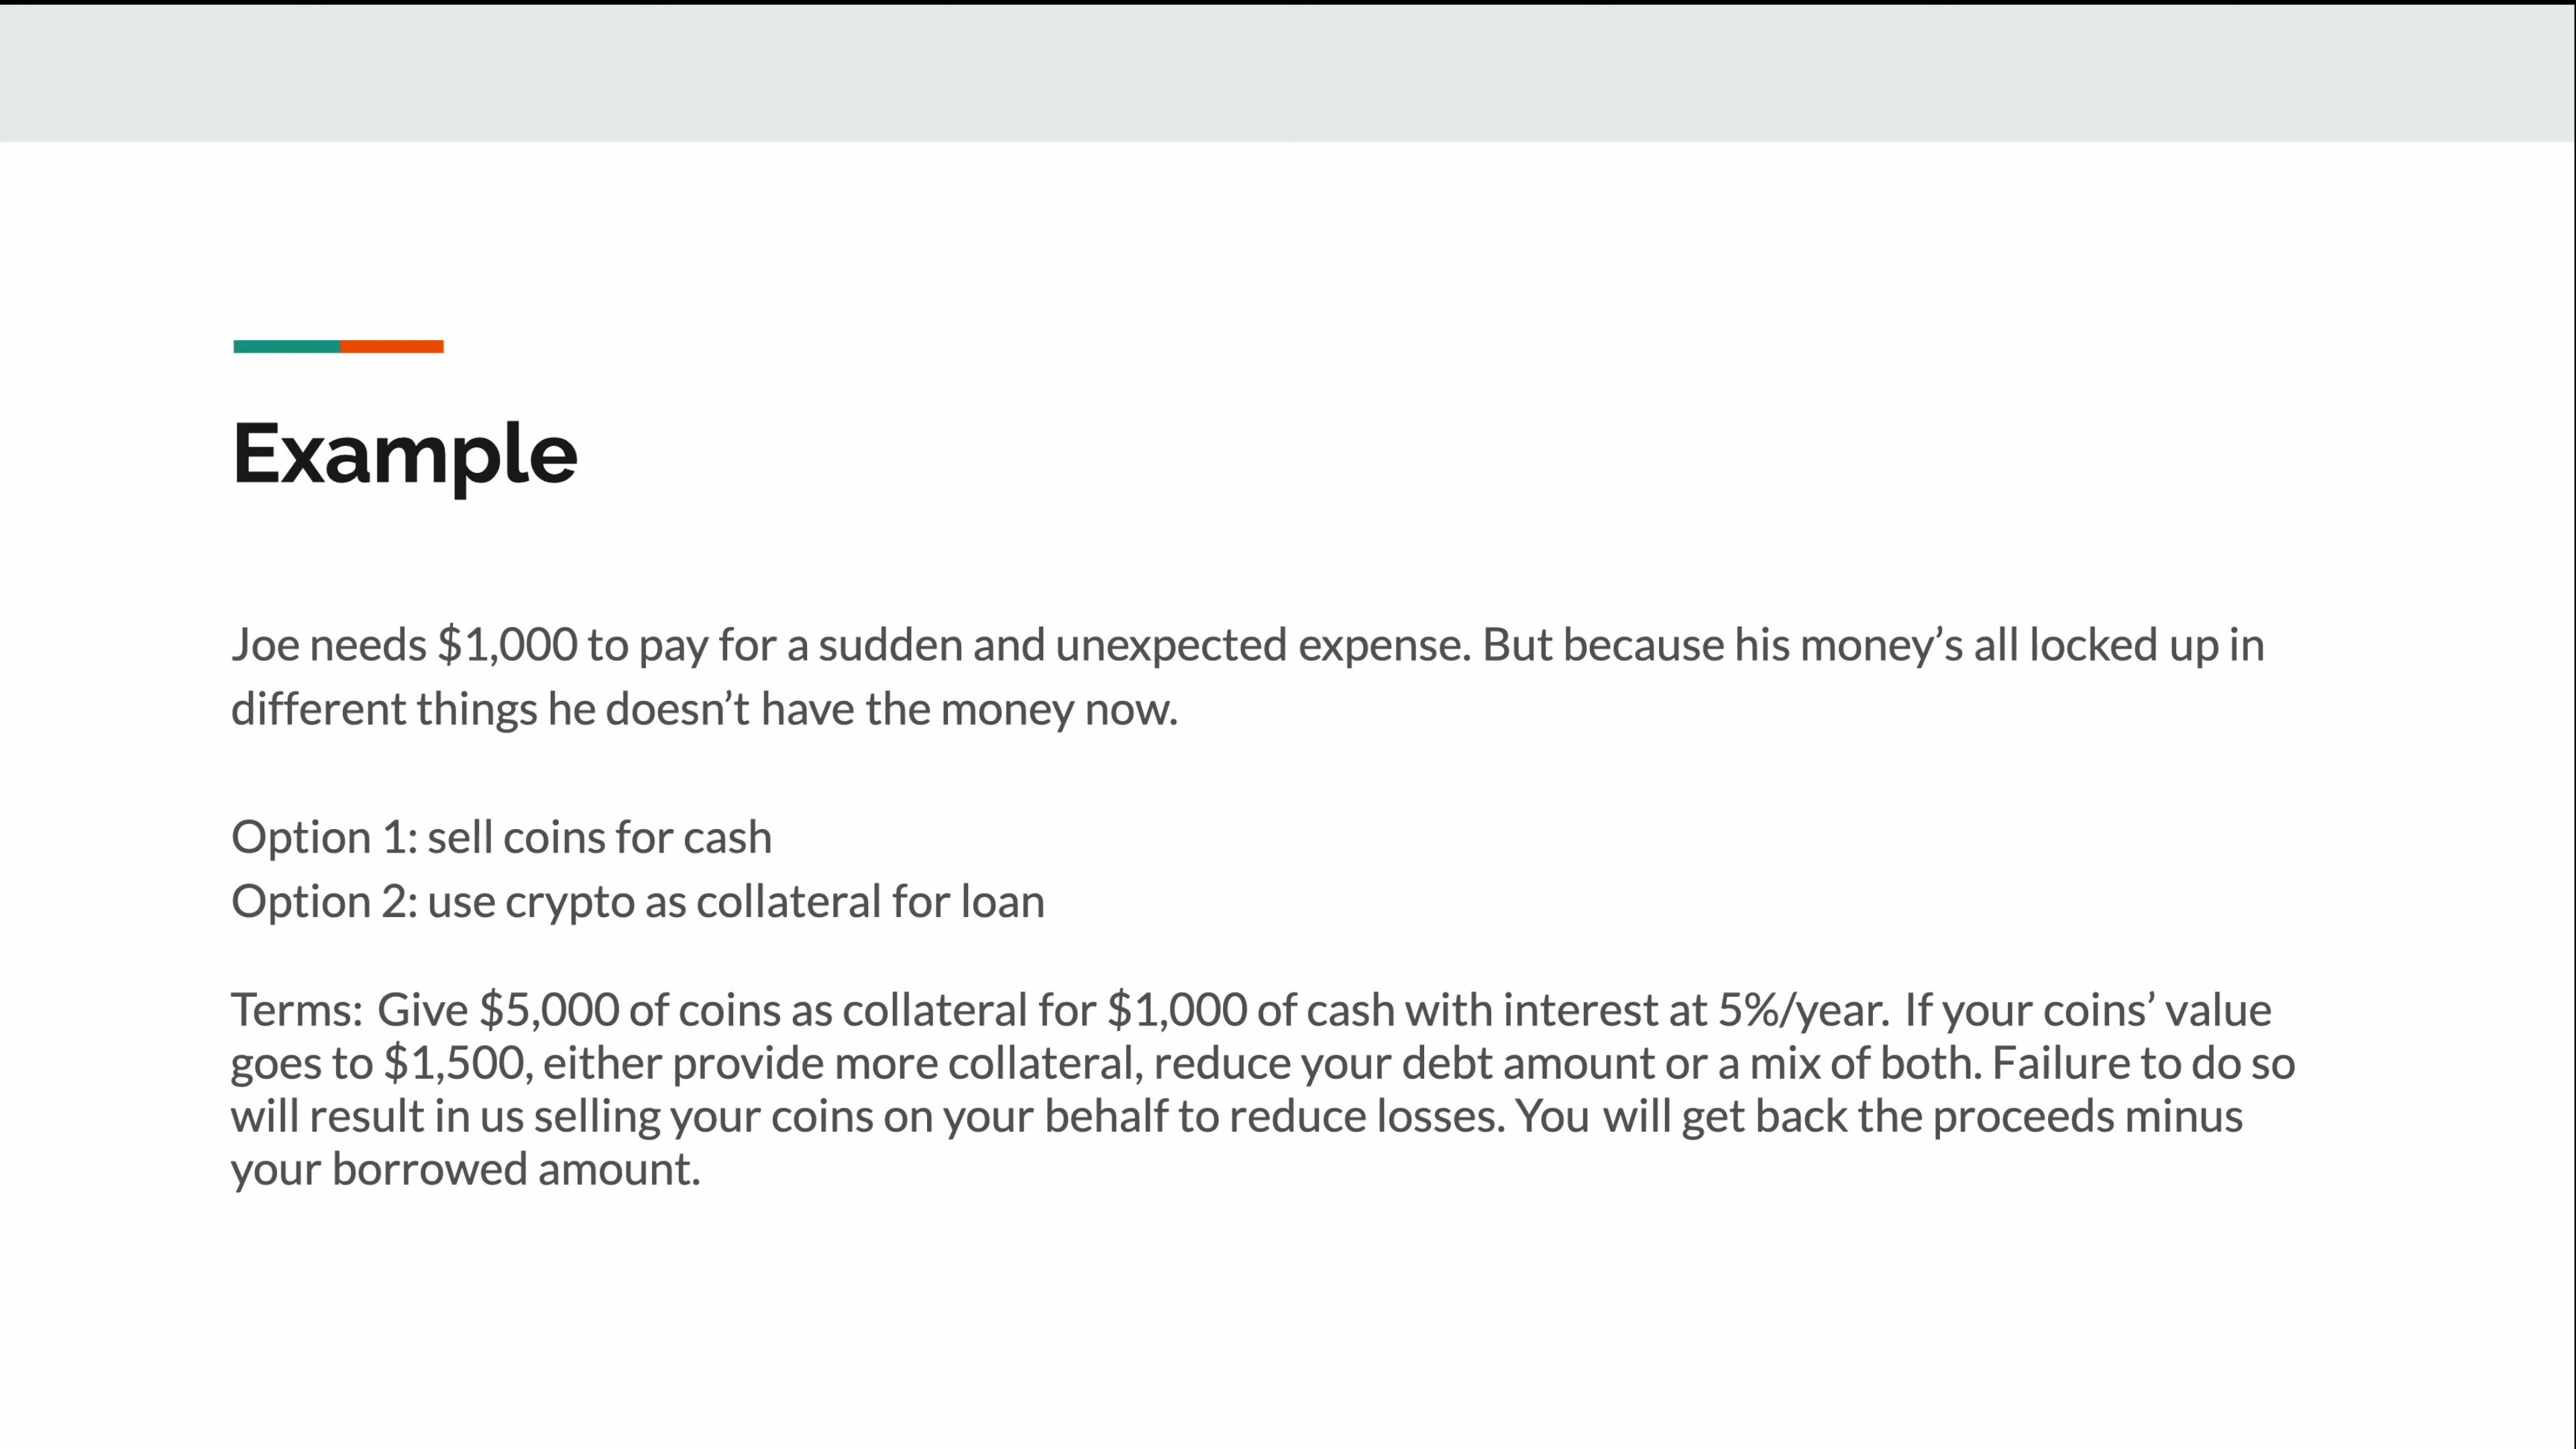 Example
Joe needs $1,000 to pay for a sudden and unexpected expense. But because his money’s all locked up in
different things he doesn’t have the money now.
Option 1: sell coins for cash
Option 2: use crypto as collateral for loan
Terms: Give $5,000 of coins as collateral for $1,000 of cash with interest at 5%/year. If your coins’ value
goes to $1,500, either provide more collateral, reduce your debt amount or a mix of both. Failure to do so
will result in us selling your coins on your behalf to reduce losses. You will get back the proceeds minus
your borrowed amount.